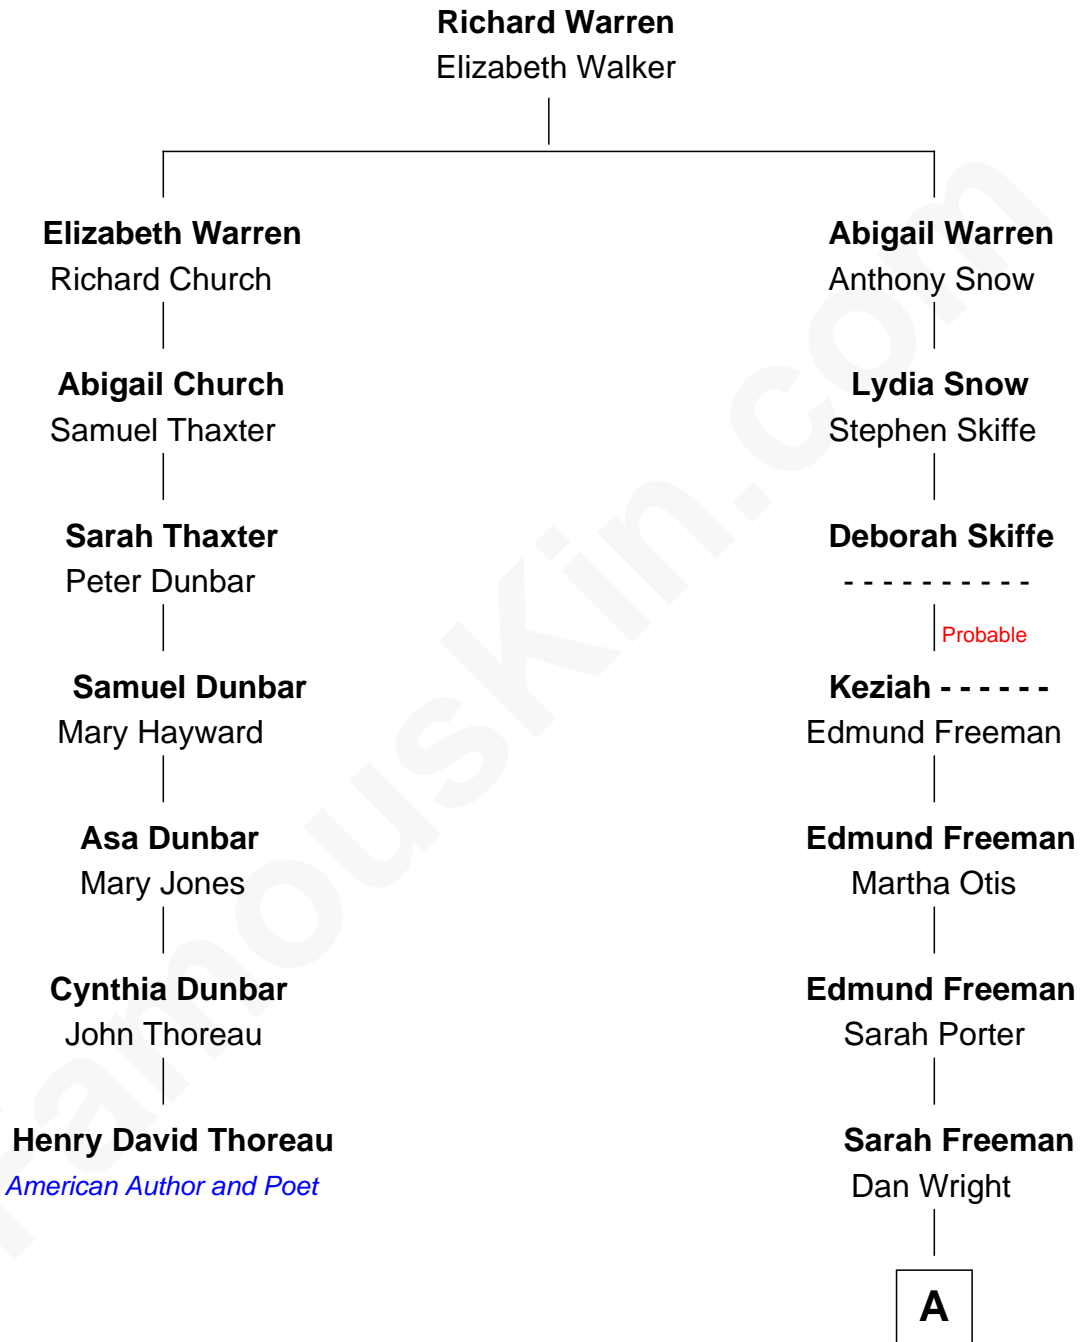 Richard Warren
Elizabeth Walker
Elizabeth Warren
Richard Church
Abigail Warren
Anthony Snow
Abigail Church
Samuel Thaxter
Lydia Snow
Stephen Skiffe
Sarah Thaxter
Peter Dunbar
Deborah Skiffe
- - - - - - - - - -
Probable
Samuel Dunbar
Mary Hayward
Keziah - - - - - -
Edmund Freeman
Asa Dunbar
Mary Jones
Edmund Freeman
Martha Otis
Cynthia Dunbar
John Thoreau
Edmund Freeman
Sarah Porter
Henry David Thoreau
American Author and Poet
Sarah Freeman
Dan Wright
A
FamousKin.com